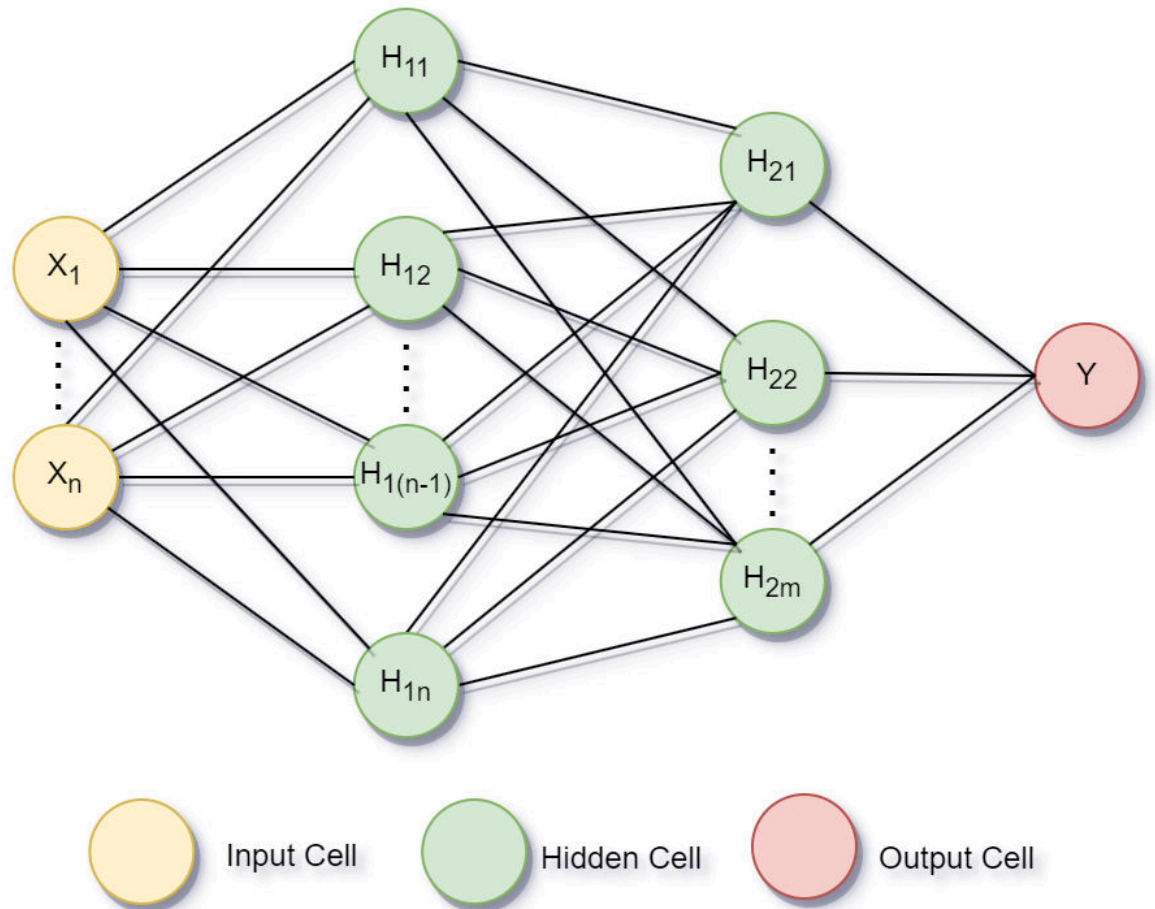 H11
H21
X1
H12
H22
Y
Xn
H1(n-1)
H2m
H1n
Input Cell
Hidden Cell
Output Cell